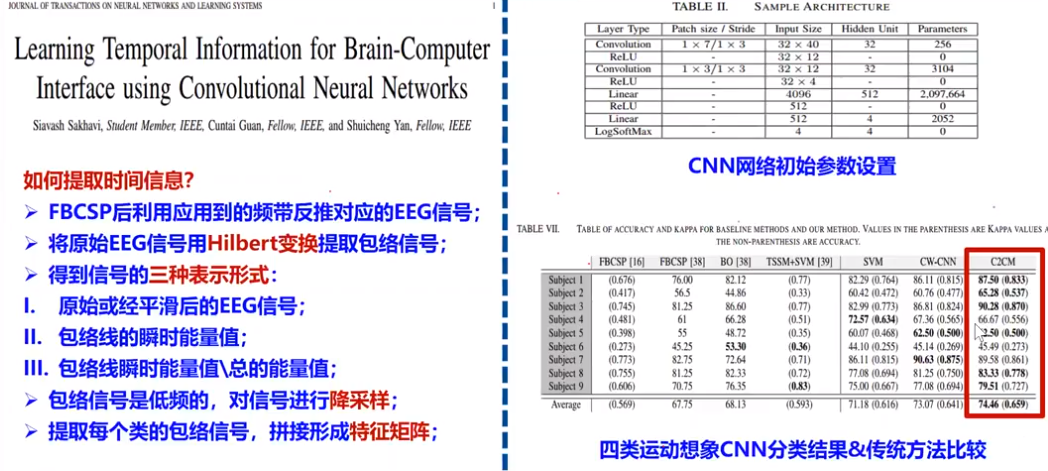 JOURNAL OF TRANSACTIONS ON NEURAL NETWORKS AND LEARNING SYSTEMS 1
Learning Temporal Information for Brain-Computer
Interface using Convolutional Neural Networks
Siavash Sakhavi, Student Member, IEEE, Cuntai Guan, Fellow, IEEE, and Shuicheng Yan, Fellow, IEEE
如何提取时间信息?
➢ FBCSP后利用应用到的频带反推对应的EEG信号;
➢ 将原始EEG信号用Hilbert变换提取包络信号;
➢ 得到信号的三种表示形式:
I. 原始或经平滑后的EEG信号;
II. 包络线的瞬时能量值;
III. 包络线瞬时能量值\总的能量值;
➢ 包络信号是低频的,对信号进行降采样;
➢ 提取每个类的包络信号,拼接形成特征矩阵;
TABLE II. SAMPLE ARCHITECTURE
Layer Type Patch size / Stride Input Size Hidden Unit Parameters
Convolution 1 × 7/1 × 3 32 × 40 32 256
ReLU - 32 × 12 - 0
Convolution 1 × 3/1 × 3 32 × 12 32 3104
ReLU - 32 × 4 - 0
Linear - 4096 512 2,097,664
ReLU - 512 - 0
Linear - 512 4 2052
LogSoftMax - 4 4 0
CNN网络初始参数设置
TABLE VII. TABLE OF ACCURACY AND KAPPA FOR BASELINE METHODS AND OUR METHOD. VALUES IN THE PARENTHESIS ARE KAPPA VALUES A
THE NON-PARENTHESIS ARE ACCURACY.
FBCSP [16] FBCSP [38] BO [38] TSSM+SVM [39] SVM CW-CNN C2CM
Subject 1 (0.676) 76.00 82.12 (0.77) 82.29 (0.764) 86.11 (0.815) 87.50 (0.833)
Subject 2 (0.417) 56.5 44.86 (0.33) 60.42 (0.472) 60.76 (0.477) 65.28 (0.537)
Subject 3 (0.745) 81.25 86.60 (0.77) 82.99 (0.773) 86.81 (0.824) 90.28 (0.870)
Subject 4 (0.481) 61 66.28 (0.51) 72.57 (0.634) 67.36 (0.565) 66.67 (0.556)
Subject 5 (0.398) 55 48.72 (0.35) 60.07 (0.468) 62.50 (0.500) 2.50 (0.500)
Subject 6 (0.273) 45.25 53.30 (0.36) 44.10 (0.255) 45.14 (0.269) 45.49 (0.273)
Subject 7 (0.773) 82.75 72.64 (0.71) 86.11 (0.815) 90.63 (0.875) 89.58 (0.861)
Subject 8 (0.755) 81.25 82.33 (0.72) 77.08 (0.694) 81.25 (0.750) 83.33 (0.778)
Subject 9 (0.606) 70.75 76.35 (0.83) 75.00 (0.667) 77.08 (0.694) 79.51 (0.727)
Average (0.569) 67.75 68.13 (0.593) 71.18 (0.616) 73.07 (0.641) 74.46 (0.659)
四类运动想象CNN分类结果&传统方法比较